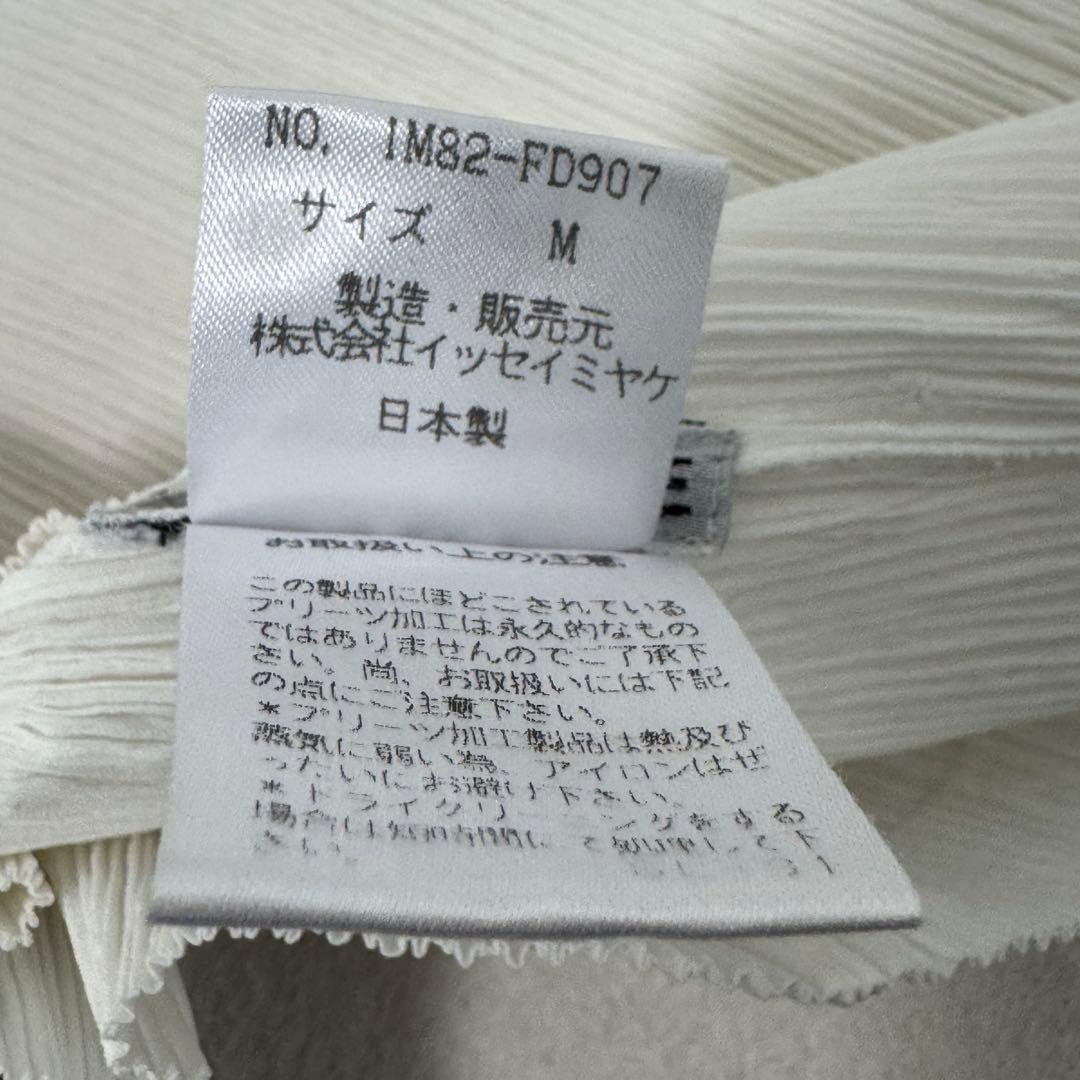 NO. IM82-FD907
サイズ M
製造・販売元
株式会社イッセイミヤケ
日本製
お取扱い上の注意
この製品にほどこされている
プリーツ加工は永久的なもの
ではありませんのでご了承下
さい。尚、お取扱いには下記
の点にご注意下さい。
*プリーツ加工製品は熱及び
蒸気に弱い為、アイロンはぜ
ったいにお避け下さい。
*ドライクリーニングをする
場合は
さい。